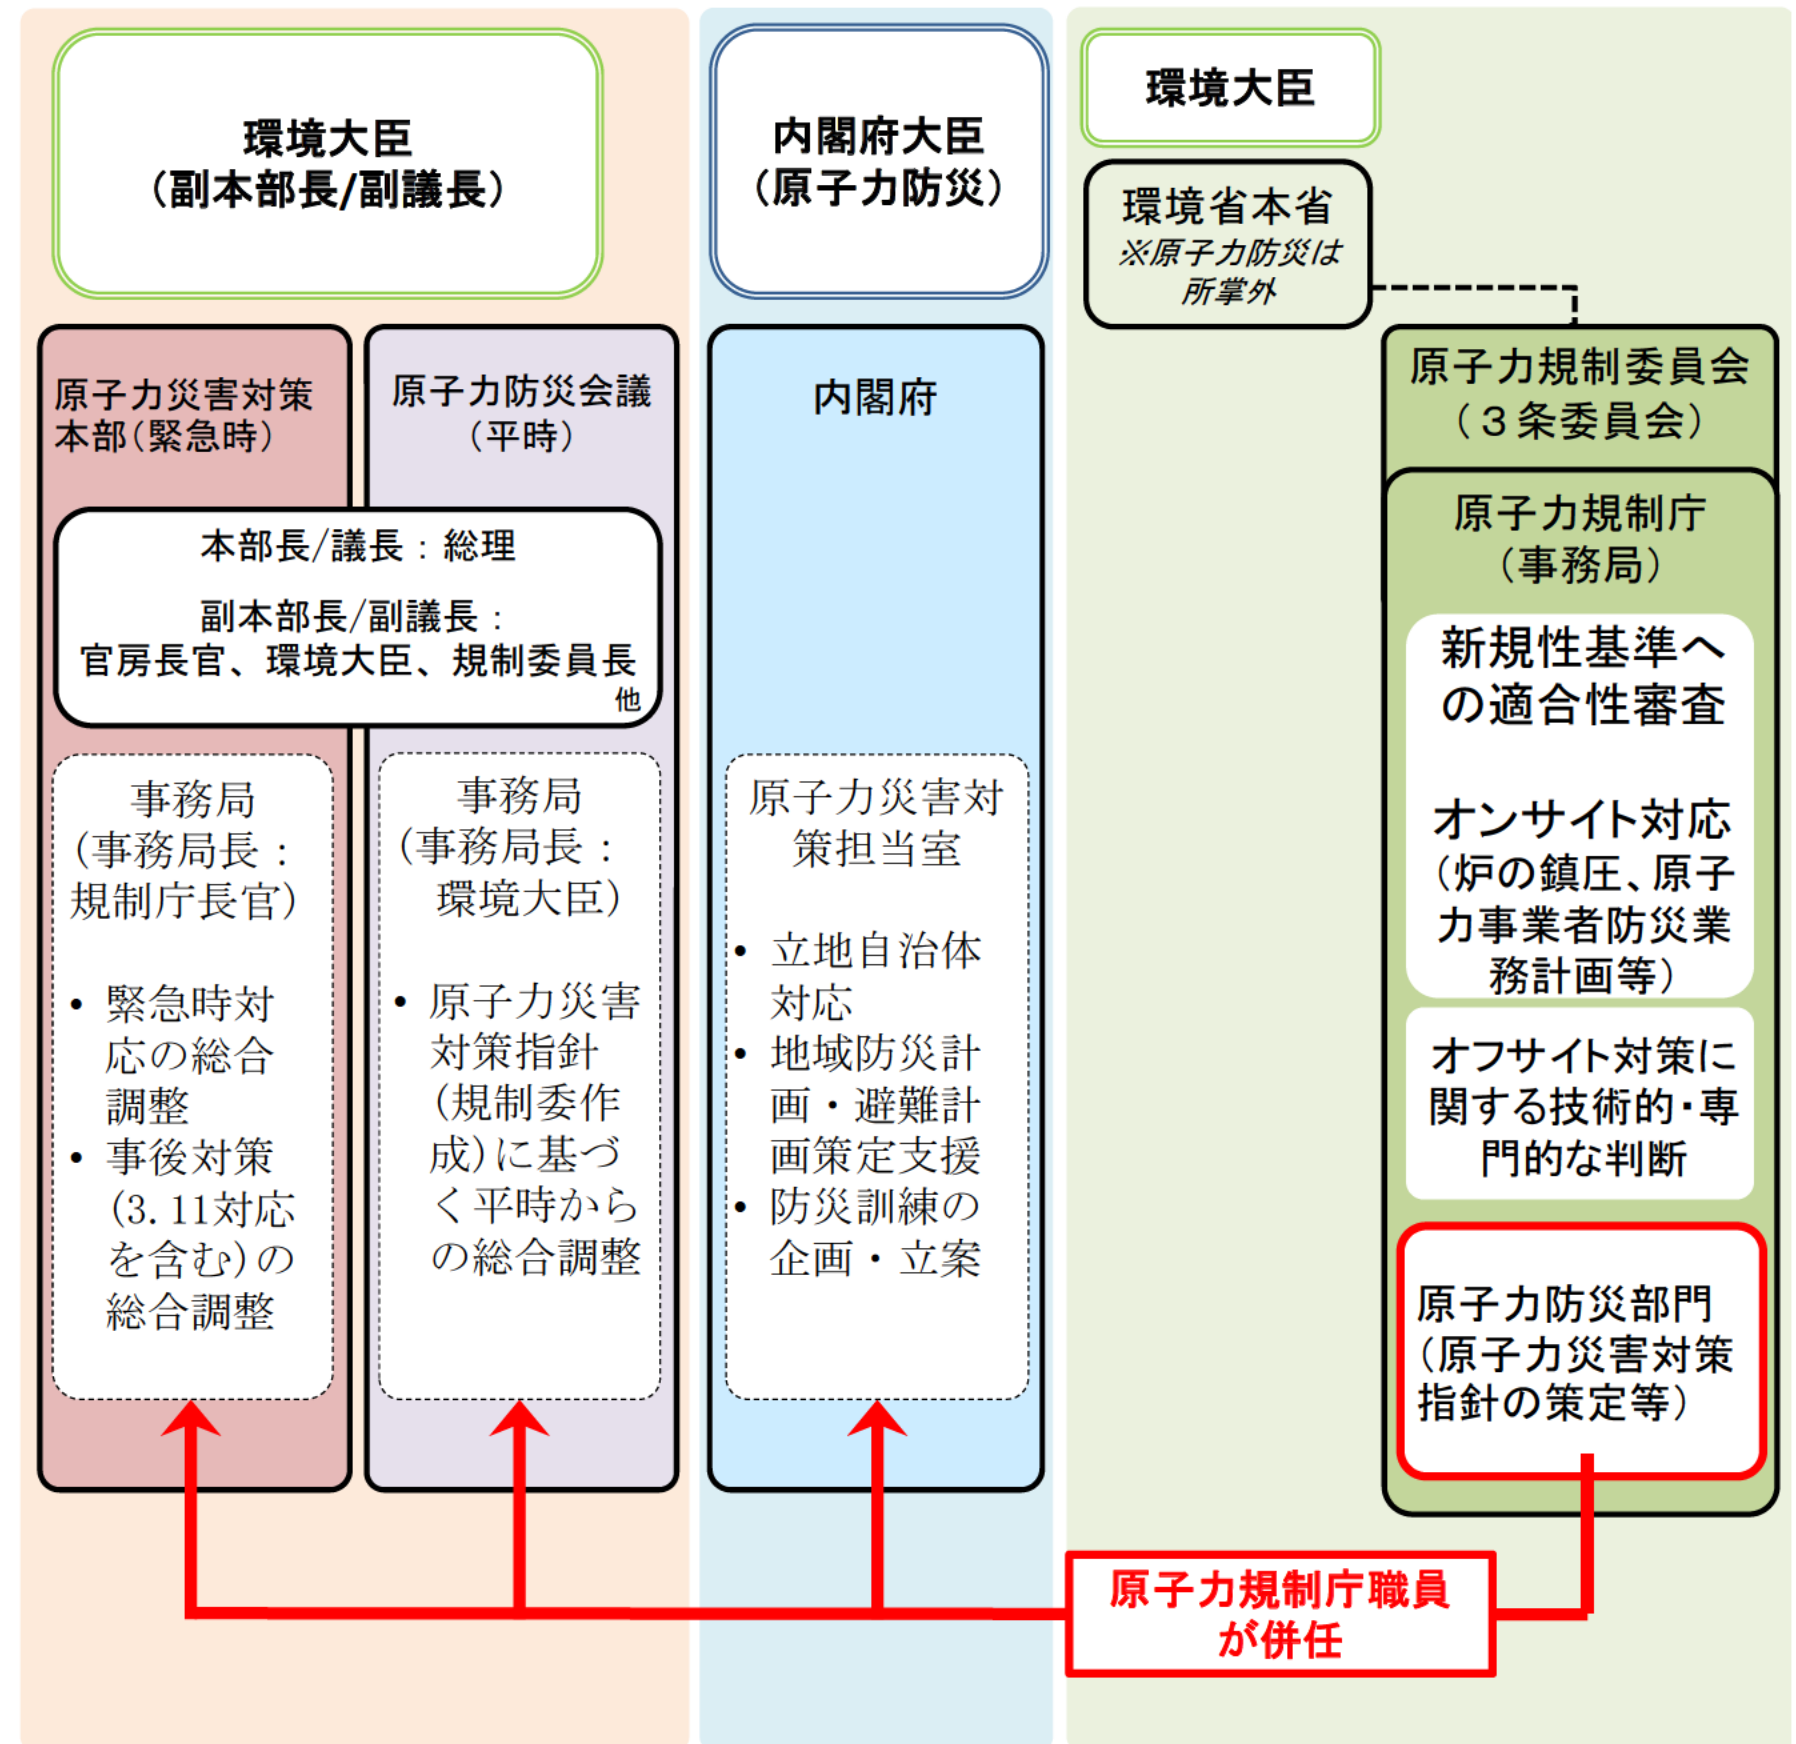 環境大臣
（副本部長/副議長）
原子力災害対策
本部（緊急時）
原子力防災会議
（平時）
本部長/議長：総理
副本部長/副議長：
官房長官、環境大臣、規制委員長
他
事務局
（事務局長：
規制庁長官）
• 緊急時対
応の総合
調整
• 事後対策
（3.11対応
を含む）の
総合調整
事務局
（事務局長：
環境大臣）
• 原子力災害
対策指針
（規制委作
成）に基づ
く平時から
の総合調整
内閣府大臣
（原子力防災）
内閣府
原子力災害対
策担当室
• 立地自治体
対応
• 地域防災計
画・避難計
画策定支援
• 防災訓練の
企画・立案
環境大臣
環境省本省
※原子力防災は
所掌外
原子力規制委員会
（３条委員会）
原子力規制庁
（事務局）
新規性基準へ
の適合性審査
オンサイト対応
（炉の鎮圧、原子
力事業者防災業
務計画等）
オフサイト対策に
関する技術的・専
門的な判断
原子力防災部門
（原子力災害対策
指針の策定等）
原子力規制庁職員
が併任